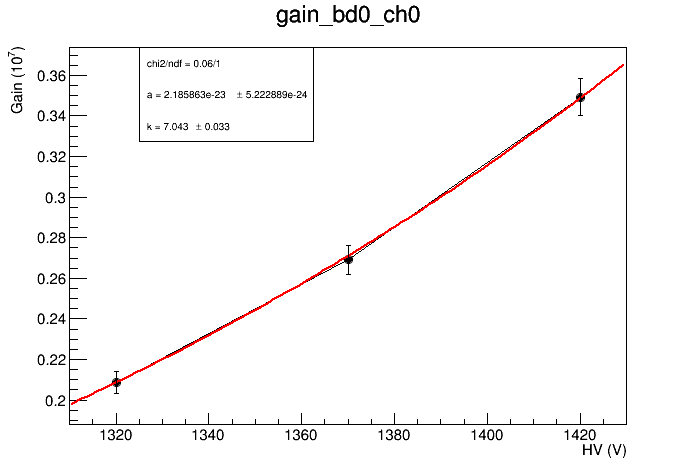 gain_bd0_ch0
Gain (10^7)
chi2/ndf = 0.06/1
a = 2.185863e-23 ± 5.222889e-24
k = 7.043 ± 0.033
0.36
0.34
0.32
0.3
0.28
0.26
0.24
0.22
0.2
1320 1340 1360 1380 1400 1420
HV (V)